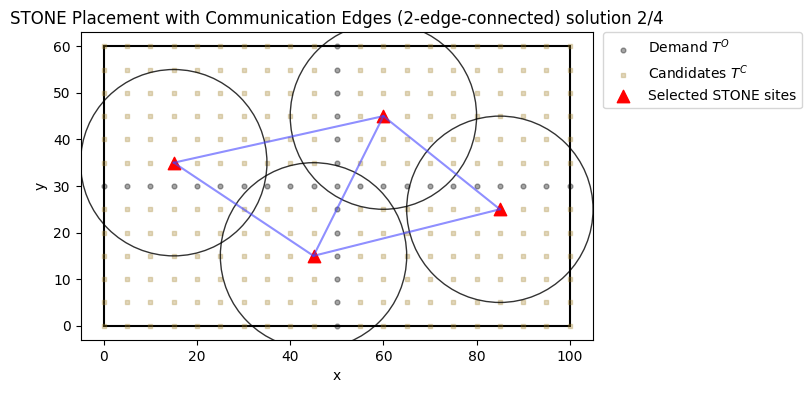 STONE Placement with Communication Edges (2-edge-connected) solution 2/4
60
50
40
30
20
10
0
y
0 20 40 60 80 100
x
Demand T^O
Candidates T^C
Selected STONE sites